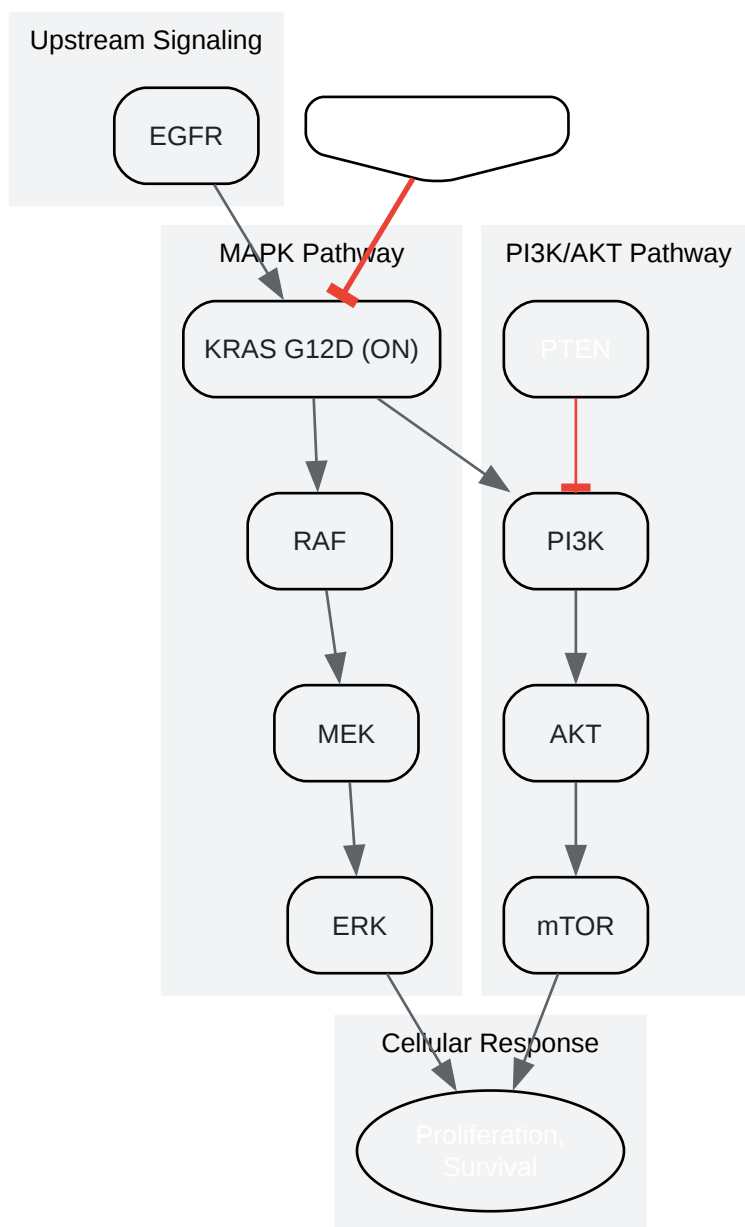 Upstream Signaling
EGFR
MAPK Pathway
PI3K/AKT Pathway
KRAS G12D (ON)
PTEN
RAF
PI3K
MEK
AKT
ERK
mTOR
Cellular Response
Proliferation,
Survival